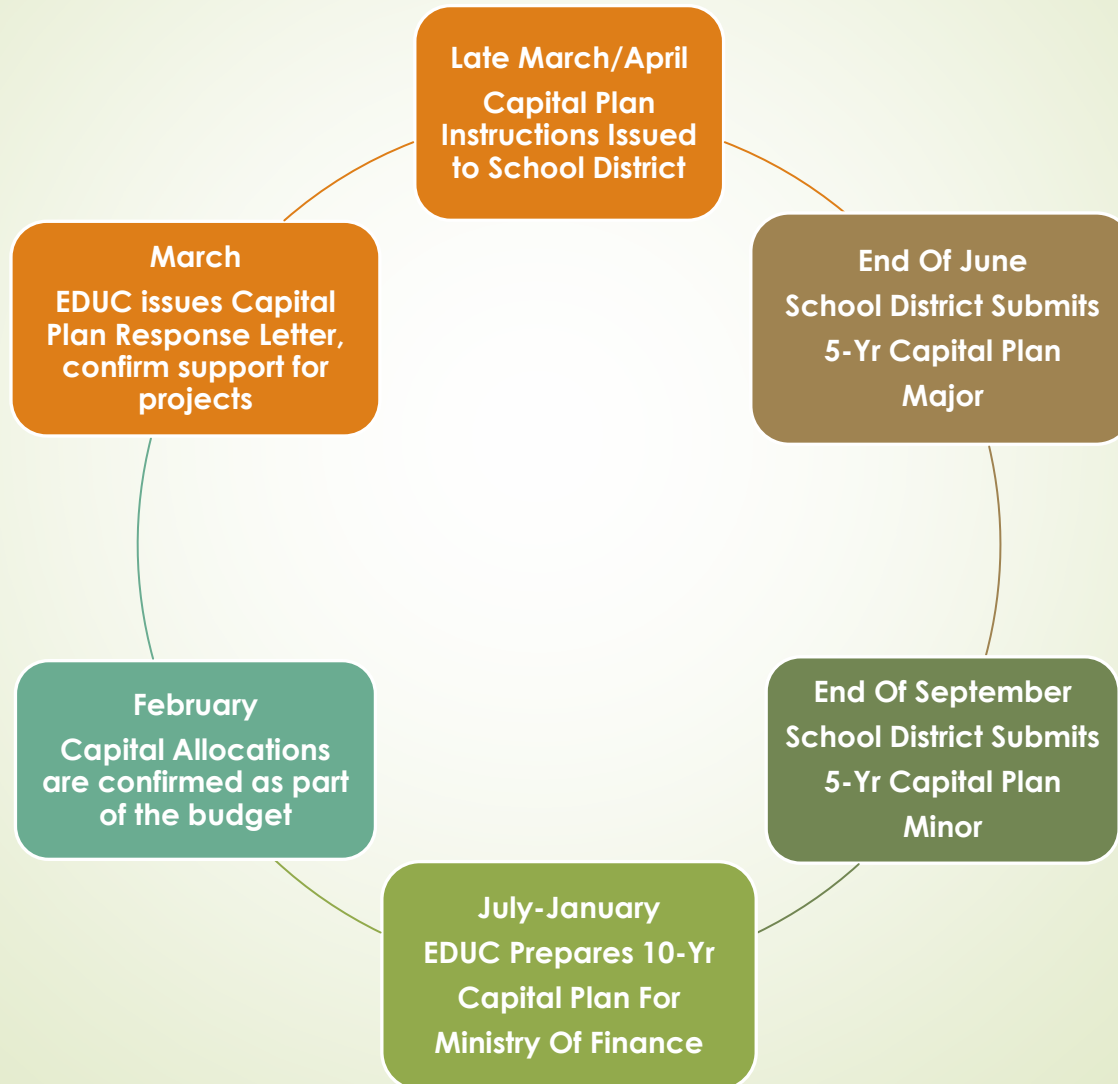 Late March/April
Capital Plan
Instructions Issued
to School District
End Of June
School District Submits
5-Yr Capital Plan
Major
End Of September
School District Submits
5-Yr Capital Plan
Minor
July-January
EDUC Prepares 10-Yr
Capital Plan For
Ministry Of Finance
February
Capital Allocations
are confirmed as part
of the budget
March
EDUC issues Capital
Plan Response Letter,
confirm support for
projects